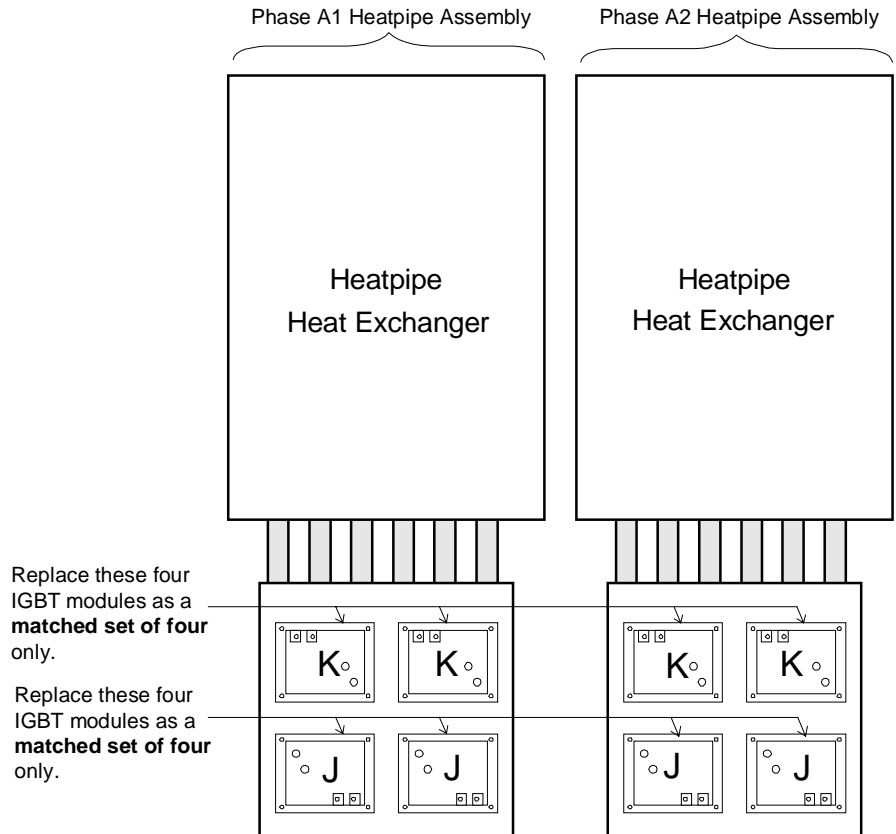 Phase A1 Heatpipe Assembly
Phase A2 Heatpipe Assembly
Heatpipe
Heat Exchanger
Heatpipe
Heat Exchanger
Replace these four
IGBT modules as a
matched set of four
only.
K
K
K
K
Replace these four
IGBT modules as a
matched set of four
only.
J
J
J
J